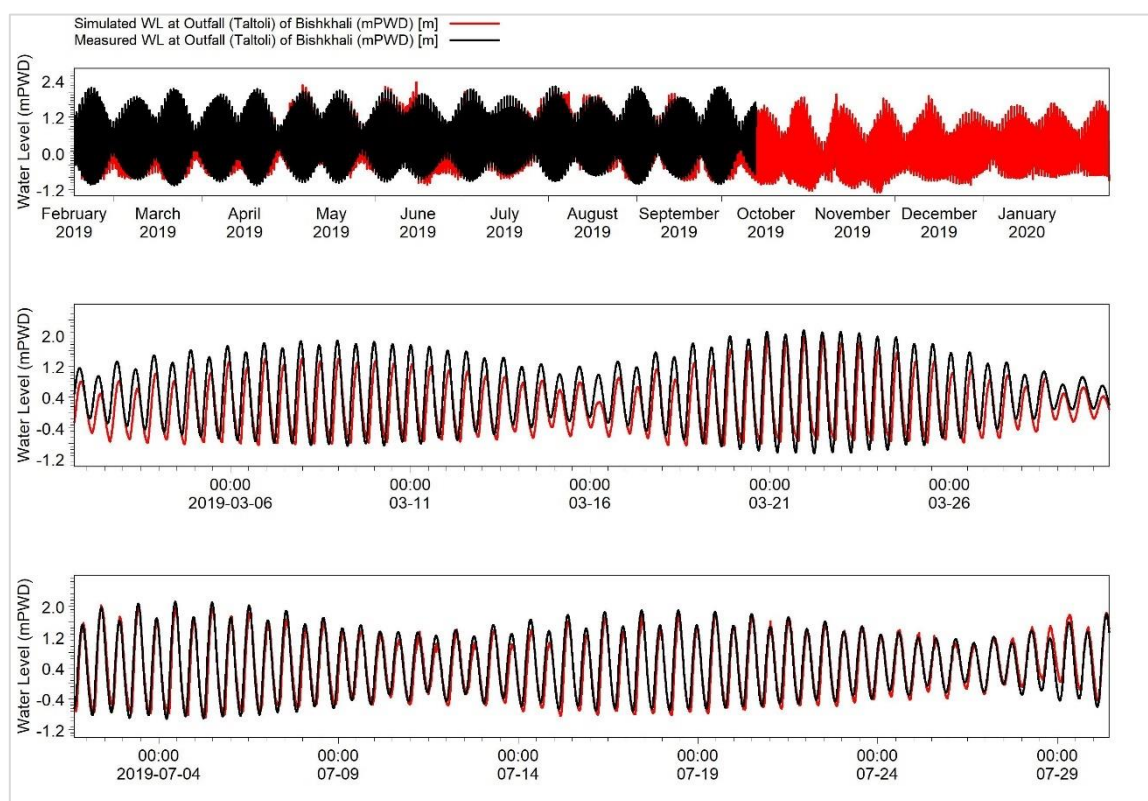 Simulated WL at Outfall (Taltoli) of Bishkhali (mPWD) [m]
Measured WL at Outfall (Taltoli) of Bishkhali (mPWD) [m]
Water Level (mPWD)
2.4
1.2
0.0
-1.2
February March April May June July August September October November December January
2019 2019 2019 2019 2019 2019 2019 2019 2019 2019 2019 2020
Water Level (mPWD)
2.0
1.2
0.4
-0.4
-1.2
00:00 00:00 00:00 00:00 00:00
2019-03-06 03-11 03-16 03-21 03-26
Water Level (mPWD)
2.0
1.2
0.4
-0.4
-1.2
00:00 00:00 00:00 00:00 00:00 00:00
2019-07-04 07-09 07-14 07-19 07-24 07-29